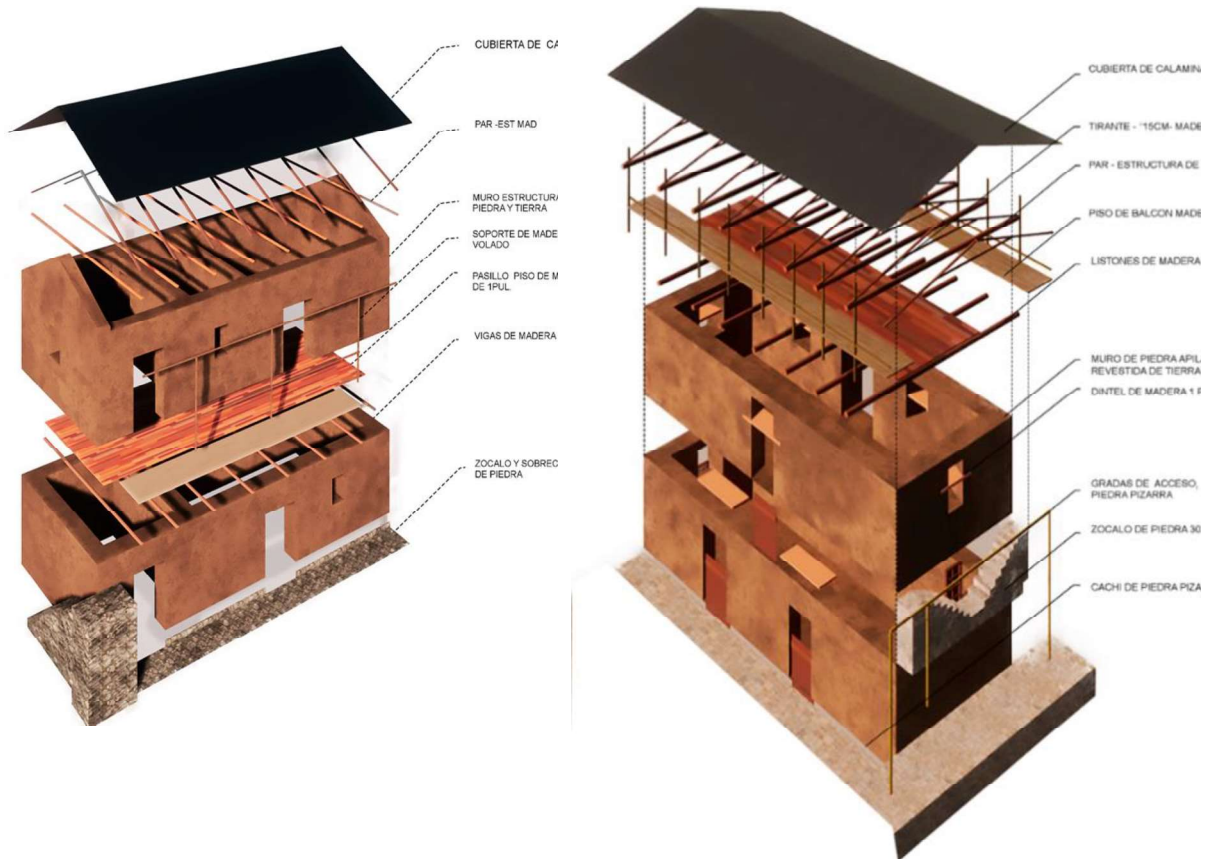 CUBIERTA DE CA
PAR -EST MAD
MURO ESTRUCTURA
PIEDRA Y TIERRA
SOPORTE DE MADE
VOLADO
PASILLO PISO DE M
DE 1PUL.
VIGAS DE MADERA
ZOCALO Y SOBREC
DE PIEDRA
CUBIERTA DE CALAMIN
TIRANTE - "15CM- MADE
PAR - ESTRUCTURA DE
PISO DE BALCON MADE
LISTONES DE MADERA
MURO DE PIEDRA APIL
REVESTIDA DE TIERRA
DINTEL DE MADERA 1 P
GRADAS DE ACCESO,
PIEDRA PIZARRA
ZOCALO DE PIEDRA 30
CACHI DE PIEDRA PIZA